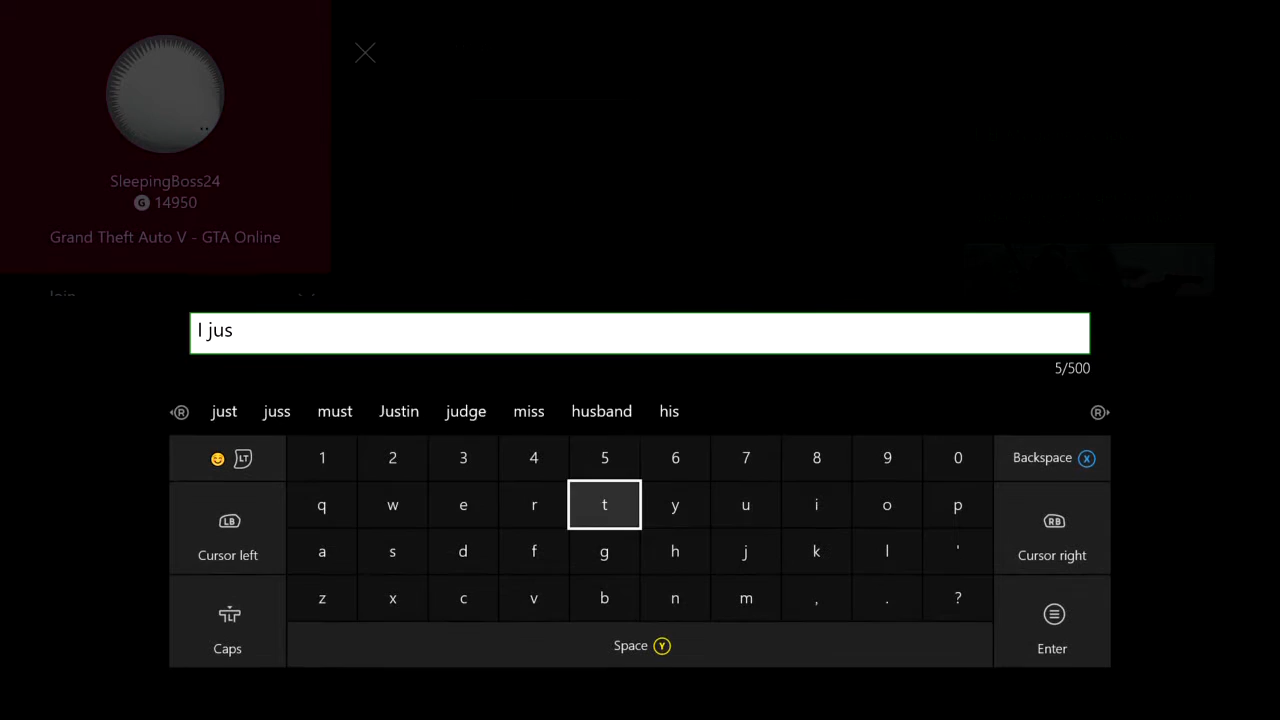 SleepingBoss24
G 14950
Grand Theft Auto V - GTA Online
Join
I jus
5/500
R just juss must Justin judge miss husband his R
LT 1 2 3 4 5 6 7 8 9 0 Backspace X
q w e r t y u i o p
LB Cursor left
RB Cursor right
a s d f g h j k l '
z x c v b n m , . ?
LT Caps
Enter
Space Y